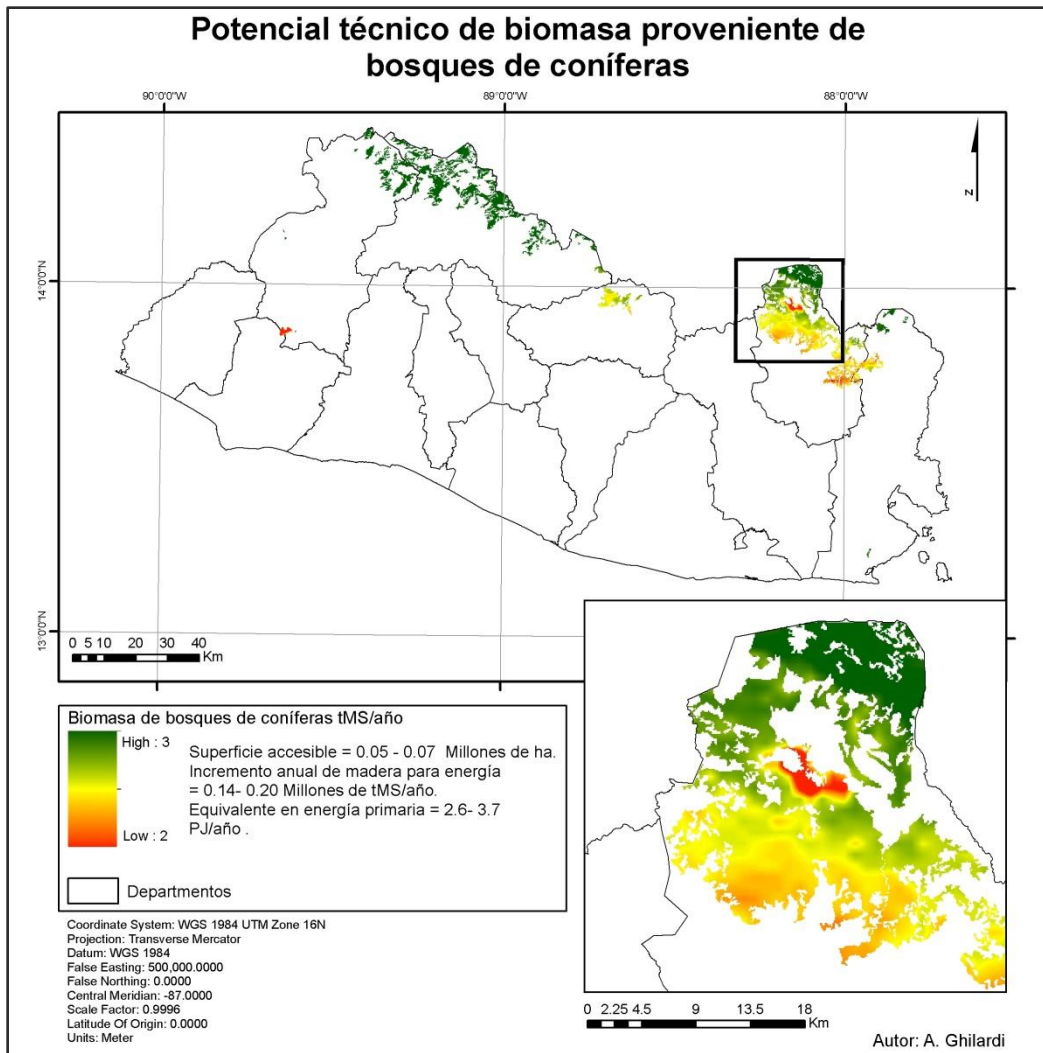 Potencial técnico de biomasa proveniente de
bosques de coníferas
90°0'0"W
89°0'0"W
88°0'0"W
N
14°0'0"N
13°0'0"N
0 5 10 20 30 40
Km
Biomasa de bosques de coníferas tMS/año
High : 3
Low : 2
Superficie accesible = 0.05 - 0.07 Millones de ha.
Incremento anual de madera para energía
= 0.14- 0.20 Millones de tMS/año.
Equivalente en energía primaria = 2.6- 3.7
PJ/año .
Departmentos
Coordinate System: WGS 1984 UTM Zone 16N
Projection: Transverse Mercator
Datum: WGS 1984
False Easting: 500,000.0000
False Northing: 0.0000
Central Meridian: -87.0000
Scale Factor: 0.9996
Latitude Of Origin: 0.0000
Units: Meter
0 2.25 4.5 9 13.5 18
Km
Autor: A. Ghilardi